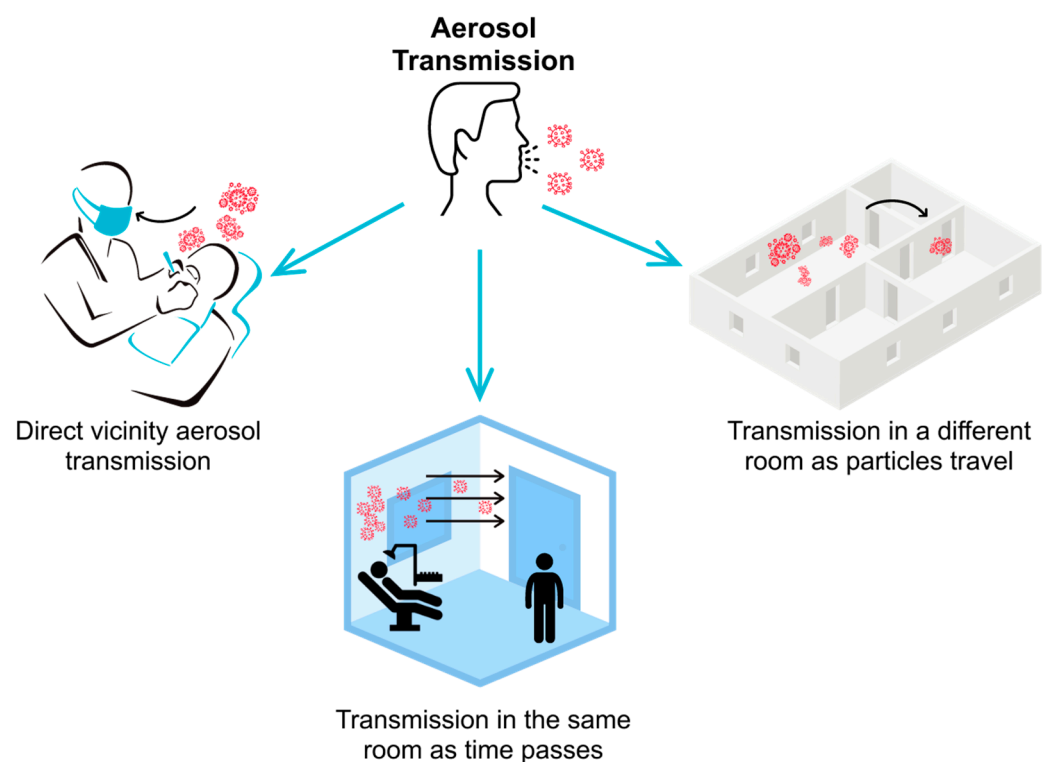 Aerosol
Transmission
Direct vicinity aerosol
transmission
Transmission in a different
room as particles travel
Transmission in the same
room as time passes